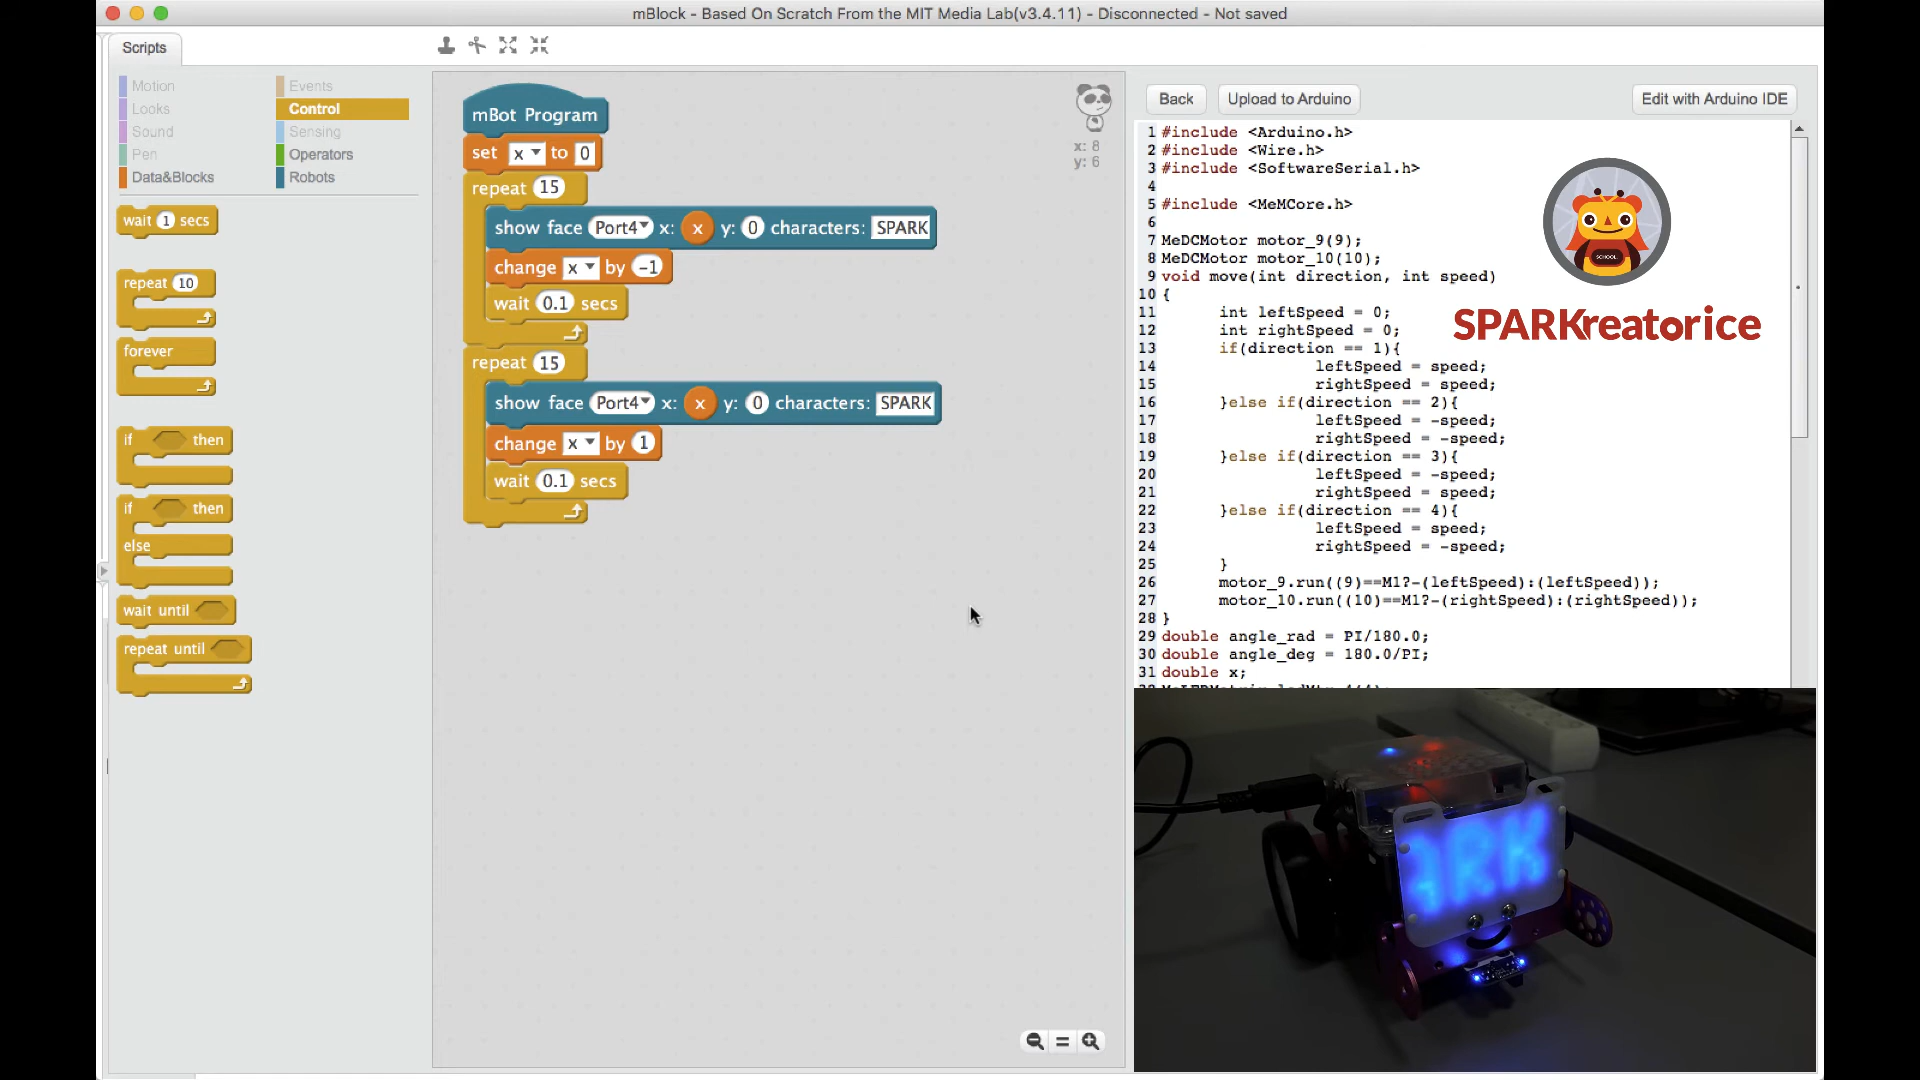 mBlock - Based On Scratch From the MIT Media Lab(v3.4.11) - Disconnected - Not saved
Scripts
Motion
Looks
Sound
Pen
Data&Blocks
Events
Control
Sensing
Operators
Robots
wait 1 secs
repeat 10
forever
if then
if then
else
wait until
repeat until
mBot Program
set x to 0
repeat 15
show face Port4 x: x y: 0 characters: SPARK
change x by -1
wait 0.1 secs
repeat 15
show face Port4 x: x y: 0 characters: SPARK
change x by 1
wait 0.1 secs
x: 8
y: 6
Back
Upload to Arduino
Edit with Arduino IDE
1 #include <Arduino.h>
2 #include <Wire.h>
3 #include <SoftwareSerial.h>
4
5 #include <MeMCore.h>
6
7 MeDCMotor motor_9(9);
8 MeDCMotor motor_10(10);
9 void move(int direction, int speed)
10 {
11 int leftSpeed = 0;
12 int rightSpeed = 0;
13 if(direction == 1){
14 leftSpeed = speed;
15 rightSpeed = speed;
16 }else if(direction == 2){
17 leftSpeed = -speed;
18 rightSpeed = -speed;
19 }else if(direction == 3){
20 leftSpeed = -speed;
21 rightSpeed = speed;
22 }else if(direction == 4){
23 leftSpeed = speed;
24 rightSpeed = -speed;
25 }
26 motor_9.run((9)==M1?-(leftSpeed):(leftSpeed));
27 motor_10.run((10)==M1?-(rightSpeed):(rightSpeed));
28 }
29 double angle_rad = PI/180.0;
30 double angle_deg = 180.0/PI;
31 double x;
SCHOOL
SPARKreatorice
ARK